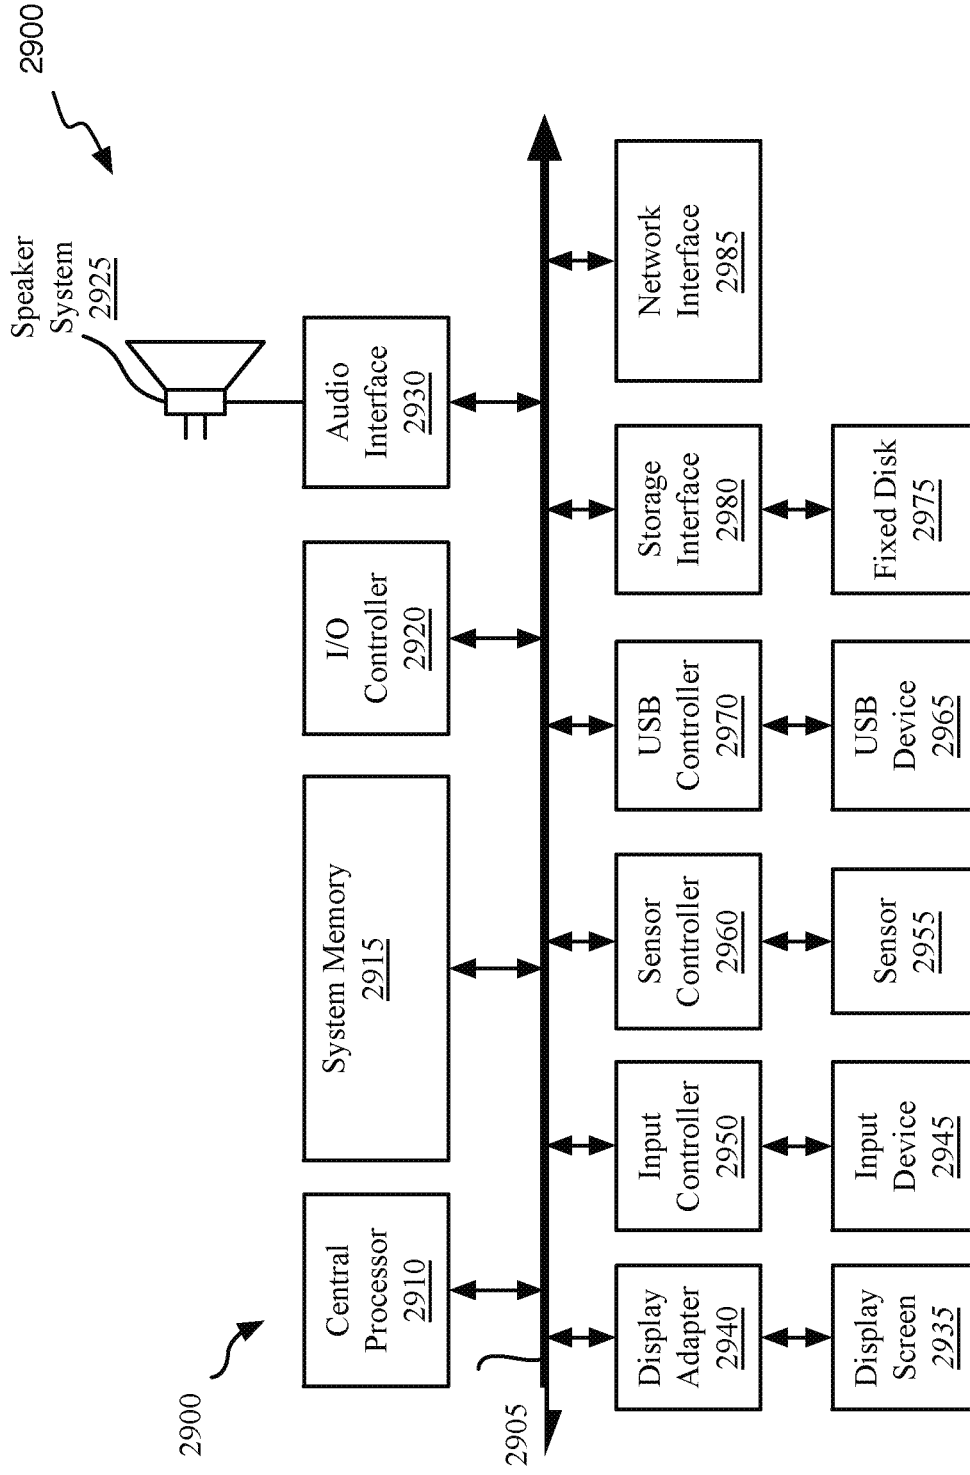 2900
2900
Speaker
System
2925
Central
Processor
2910
System Memory
2915
I/O
Controller
2920
Audio
Interface
2930
2905
Display
Adapter
2940
Input
Controller
2950
Sensor
Controller
2960
USB
Controller
2970
Storage
Interface
2980
Network
Interface
2985
Display
Screen
2935
Input
Device
2945
Sensor
2955
USB
Device
2965
Fixed Disk
2975